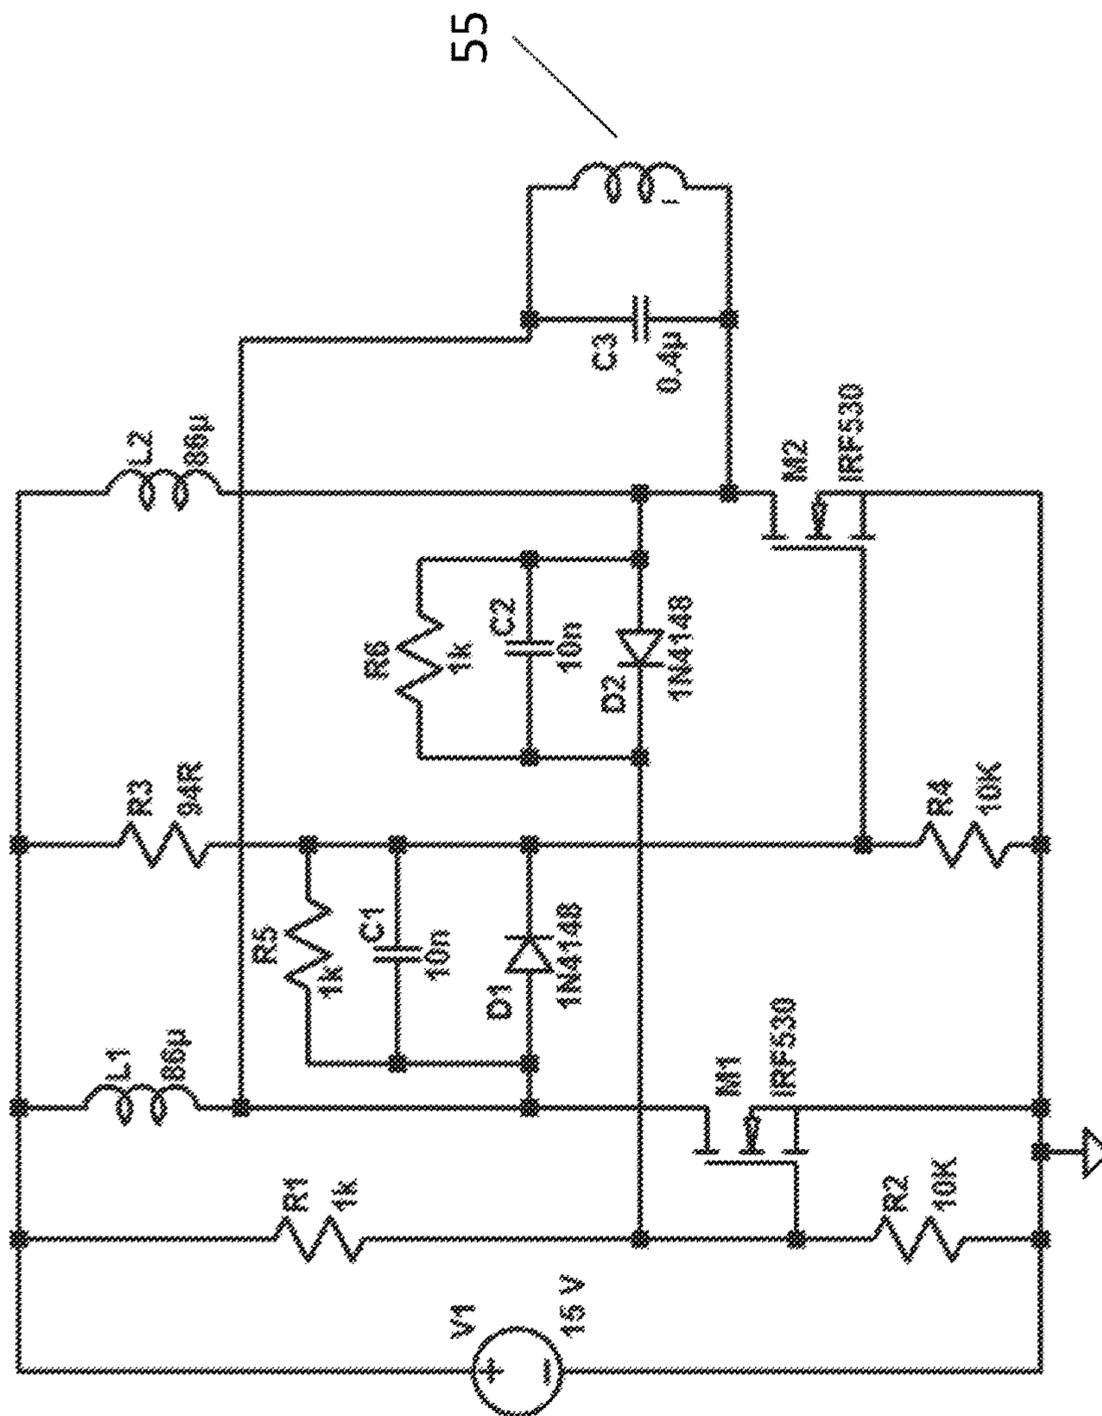 55
L2
86µ
C3
0.4µ
M2
IRF530
R6
1k
C2
10n
D2
1N4148
R3
94R
R4
10K
R5
1k
C1
10n
D1
1N4148
L1
86µ
M1
IRF530
R1
1k
R2
10K
V1
15 V